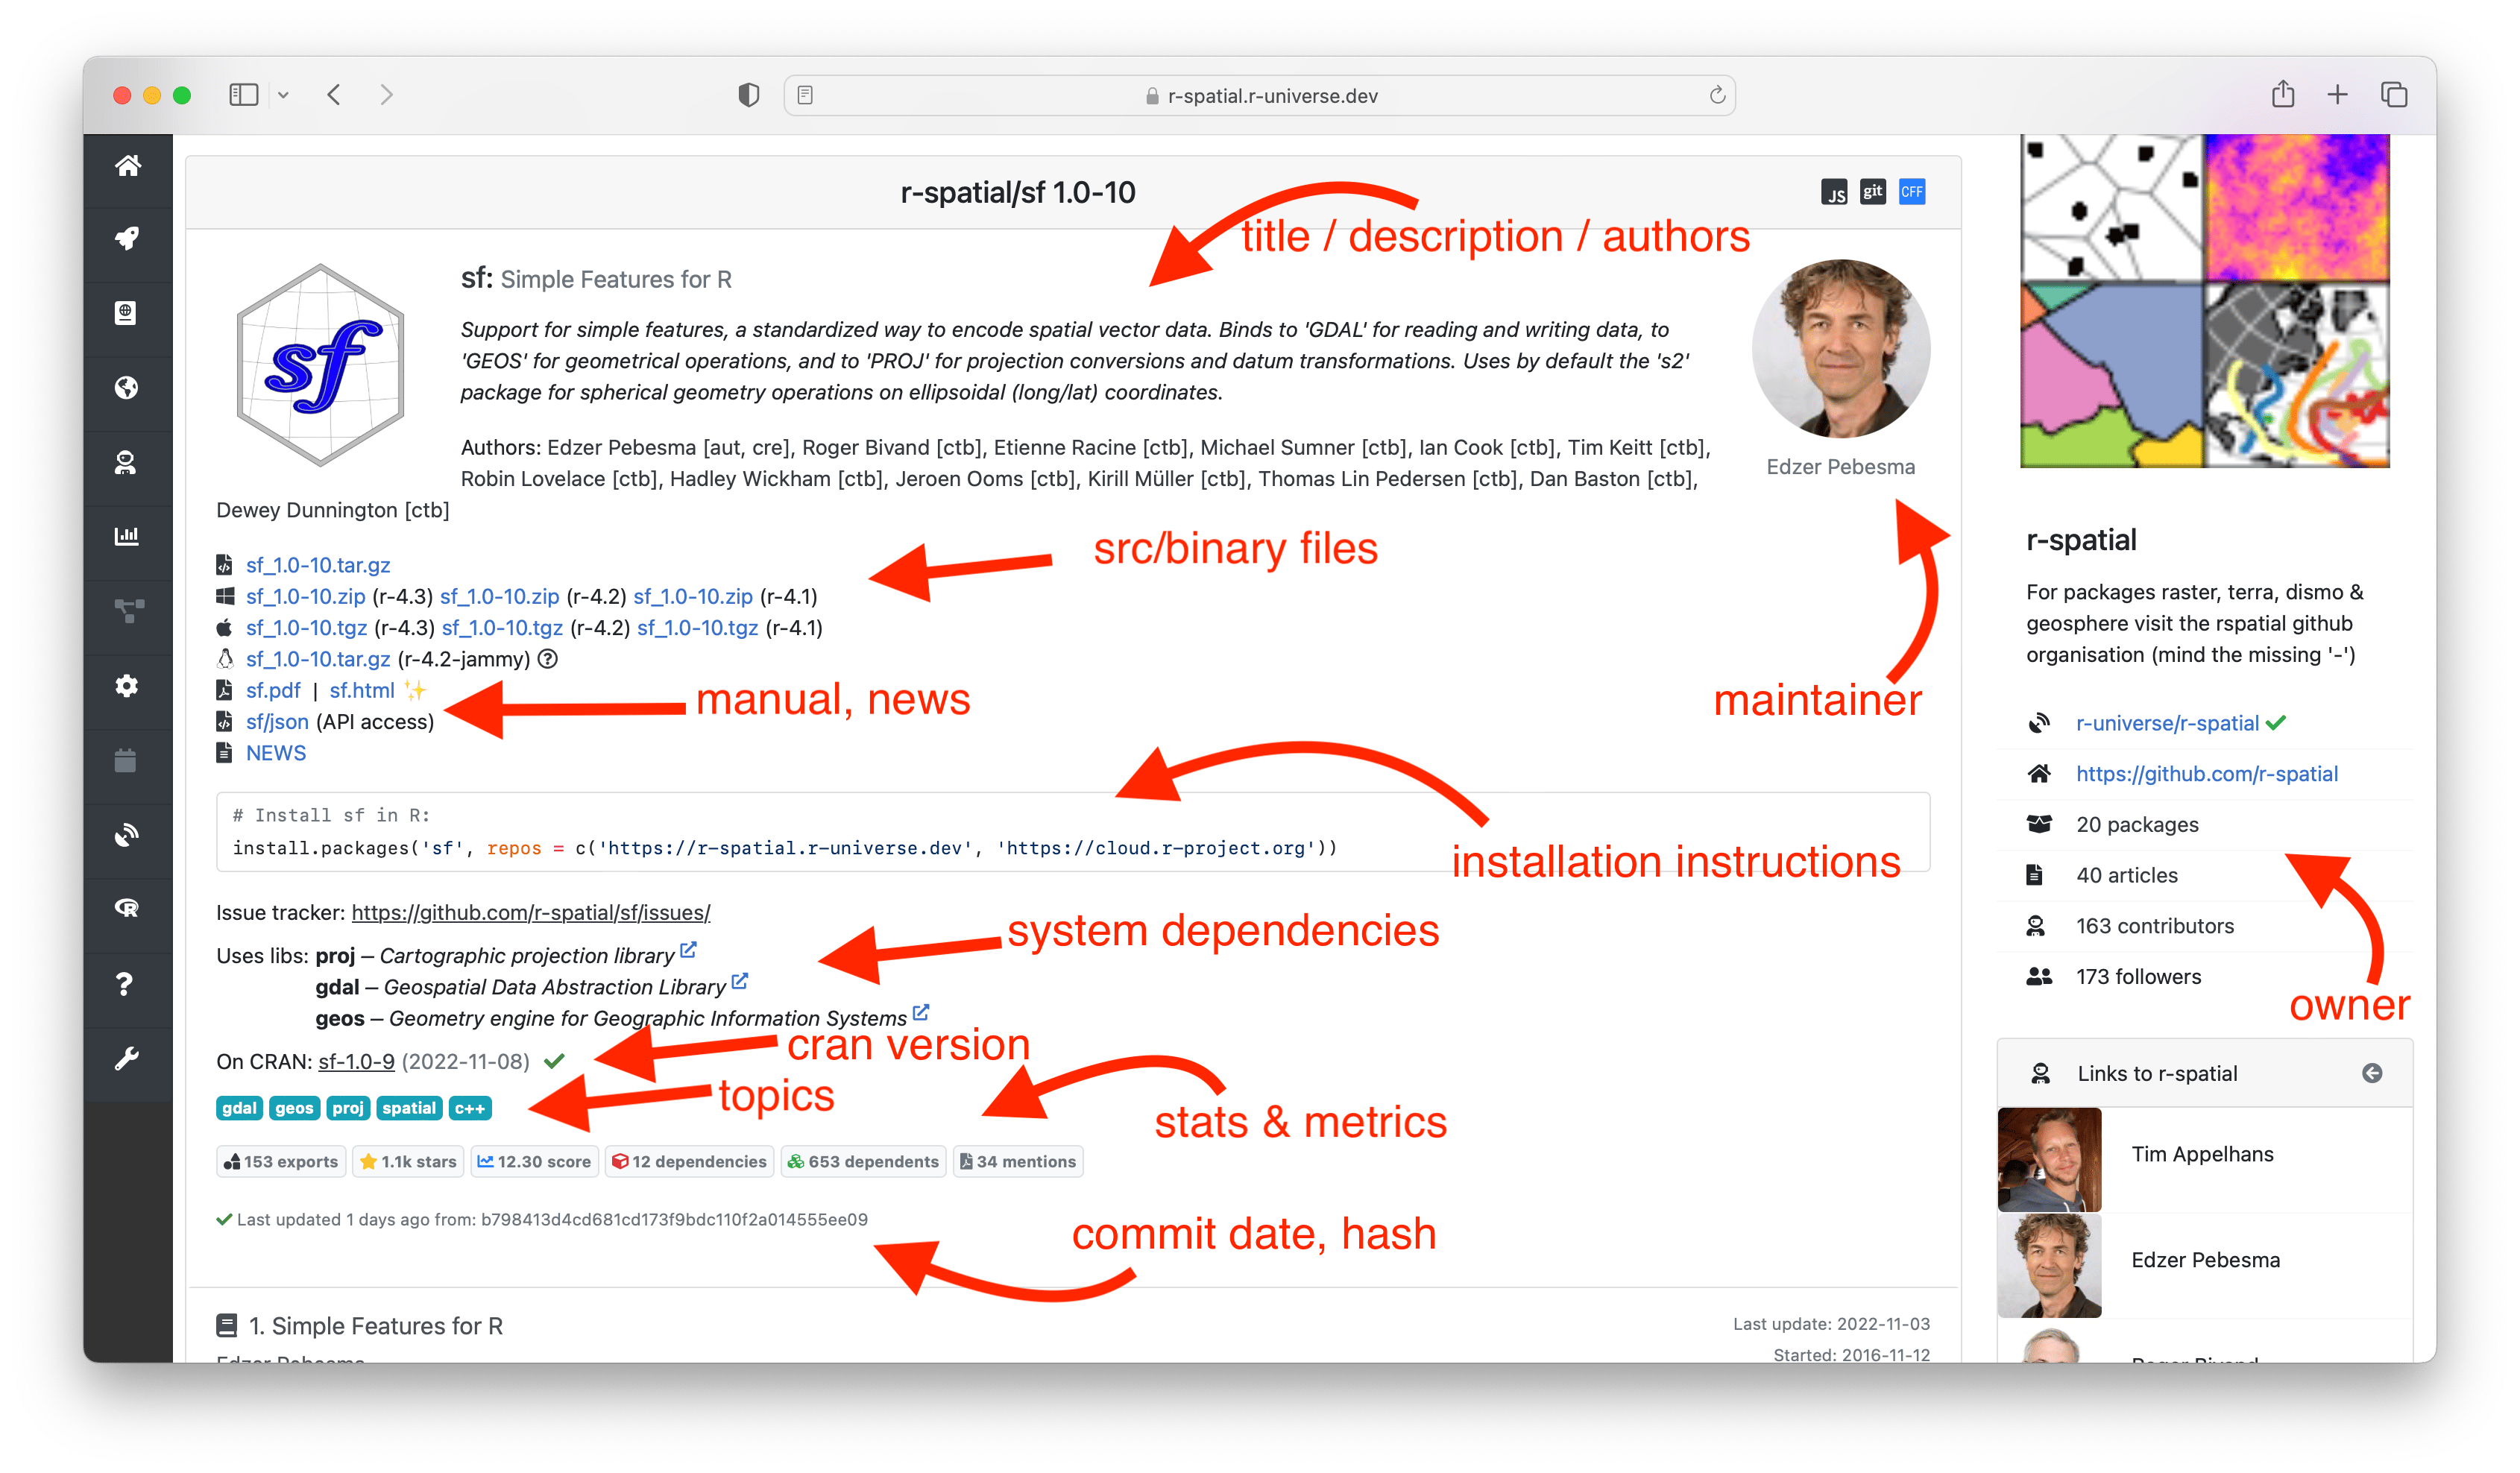 r-spatial.r-universe.dev
r-spatial/sf 1.0-10
JS git CFF
title / description / authors
sf
sf: Simple Features for R
Support for simple features, a standardized way to encode spatial vector data. Binds to 'GDAL' for reading and writing data, to
'GEOS' for geometrical operations, and to 'PROJ' for projection conversions and datum transformations. Uses by default the 's2'
package for spherical geometry operations on ellipsoidal (long/lat) coordinates.
Authors: Edzer Pebesma [aut, cre], Roger Bivand [ctb], Etienne Racine [ctb], Michael Sumner [ctb], Ian Cook [ctb], Tim Keitt [ctb],
Robin Lovelace [ctb], Hadley Wickham [ctb], Jeroen Ooms [ctb], Kirill Müller [ctb], Thomas Lin Pedersen [ctb], Dan Baston [ctb],
Dewey Dunnington [ctb]
Edzer Pebesma
maintainer
src/binary files
sf_1.0-10.tar.gz
sf_1.0-10.zip (r-4.3) sf_1.0-10.zip (r-4.2) sf_1.0-10.zip (r-4.1)
sf_1.0-10.tgz (r-4.3) sf_1.0-10.tgz (r-4.2) sf_1.0-10.tgz (r-4.1)
sf_1.0-10.tar.gz (r-4.2-jammy)
sf.pdf | sf.html
sf/json (API access)
NEWS
manual, news
# Install sf in R:
install.packages('sf', repos = c('https://r-spatial.r-universe.dev', 'https://cloud.r-project.org'))
installation instructions
Issue tracker: https://github.com/r-spatial/sf/issues/
Uses libs: proj – Cartographic projection library
gdal – Geospatial Data Abstraction Library
geos – Geometry engine for Geographic Information Systems
system dependencies
On CRAN: sf-1.0-9 (2022-11-08)
cran version
gdal geos proj spatial c++
topics
153 exports 1.1k stars 12.30 score 12 dependencies 653 dependents 34 mentions
stats & metrics
Last updated 1 days ago from: b798413d4cd681cd173f9bdc110f2a014555ee09
commit date, hash
1. Simple Features for R
Edzer Pebesma
Last update: 2022-11-03
Started: 2016-11-12
r-spatial
For packages raster, terra, dismo &
geosphere visit the rspatial github
organisation (mind the missing '-')
r-universe/r-spatial
https://github.com/r-spatial
20 packages
40 articles
163 contributors
173 followers
owner
Links to r-spatial
Tim Appelhans
Edzer Pebesma
Roger Bivand